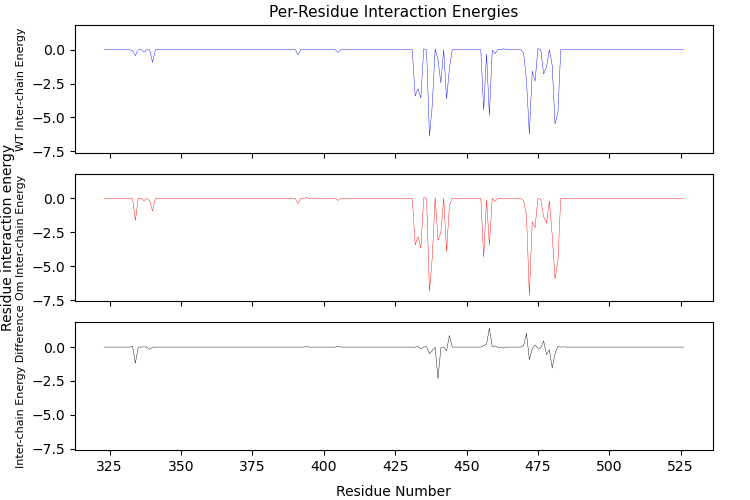 Per-Residue Interaction Energies
Residue interaction energy
WT Inter-chain Energy
0.0
−2.5
−5.0
−7.5
Om Inter-chain Energy
0.0
−2.5
−5.0
−7.5
Inter-chain Energy Difference
0.0
−2.5
−5.0
−7.5
325 350 375 400 425 450 475 500 525
Residue Number